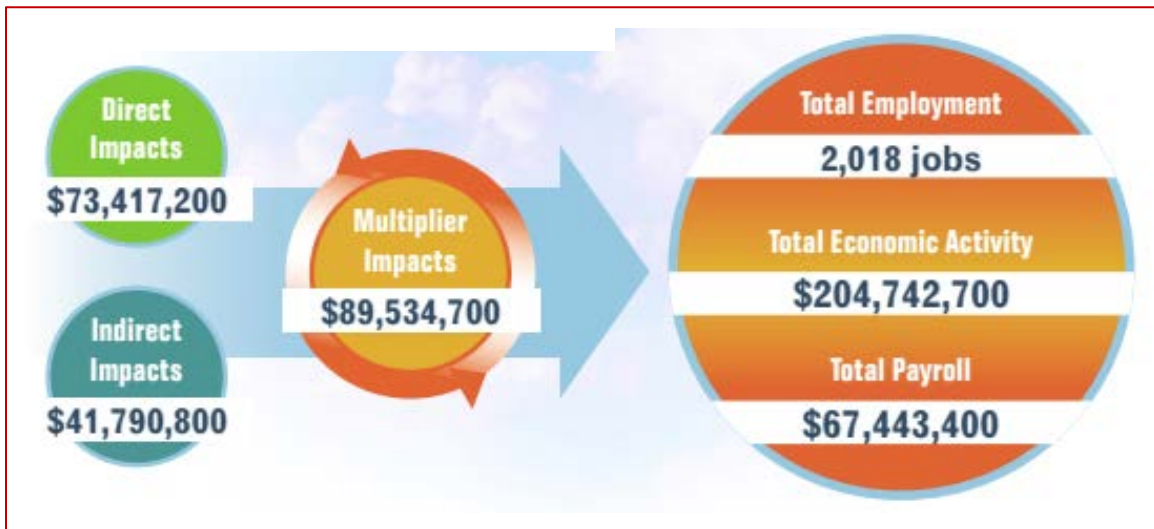 Direct
Impacts
$73,417,200
Indirect
Impacts
$41,790,800
Multiplier
Impacts
$89,534,700
Total Employment
2,018 jobs
Total Economic Activity
$204,742,700
Total Payroll
$67,443,400